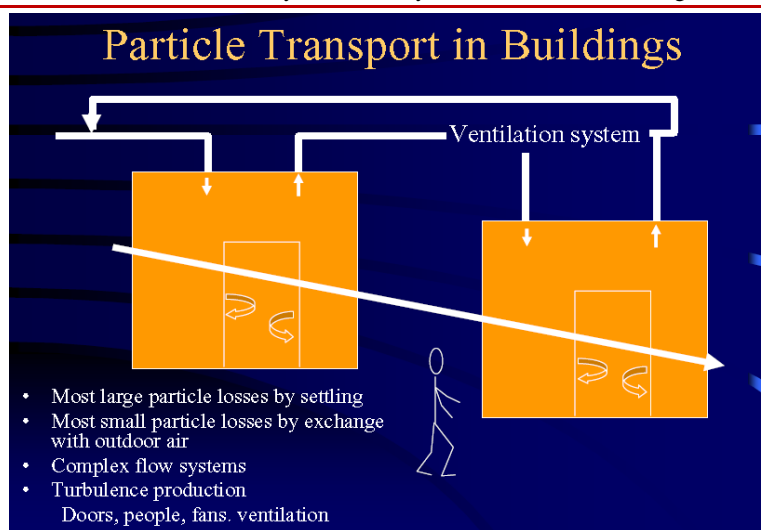 Particle Transport in Buildings
Ventilation system
• Most large particle losses by settling
• Most small particle losses by exchange
with outdoor air
• Complex flow systems
• Turbulence production
Doors, people, fans. ventilation